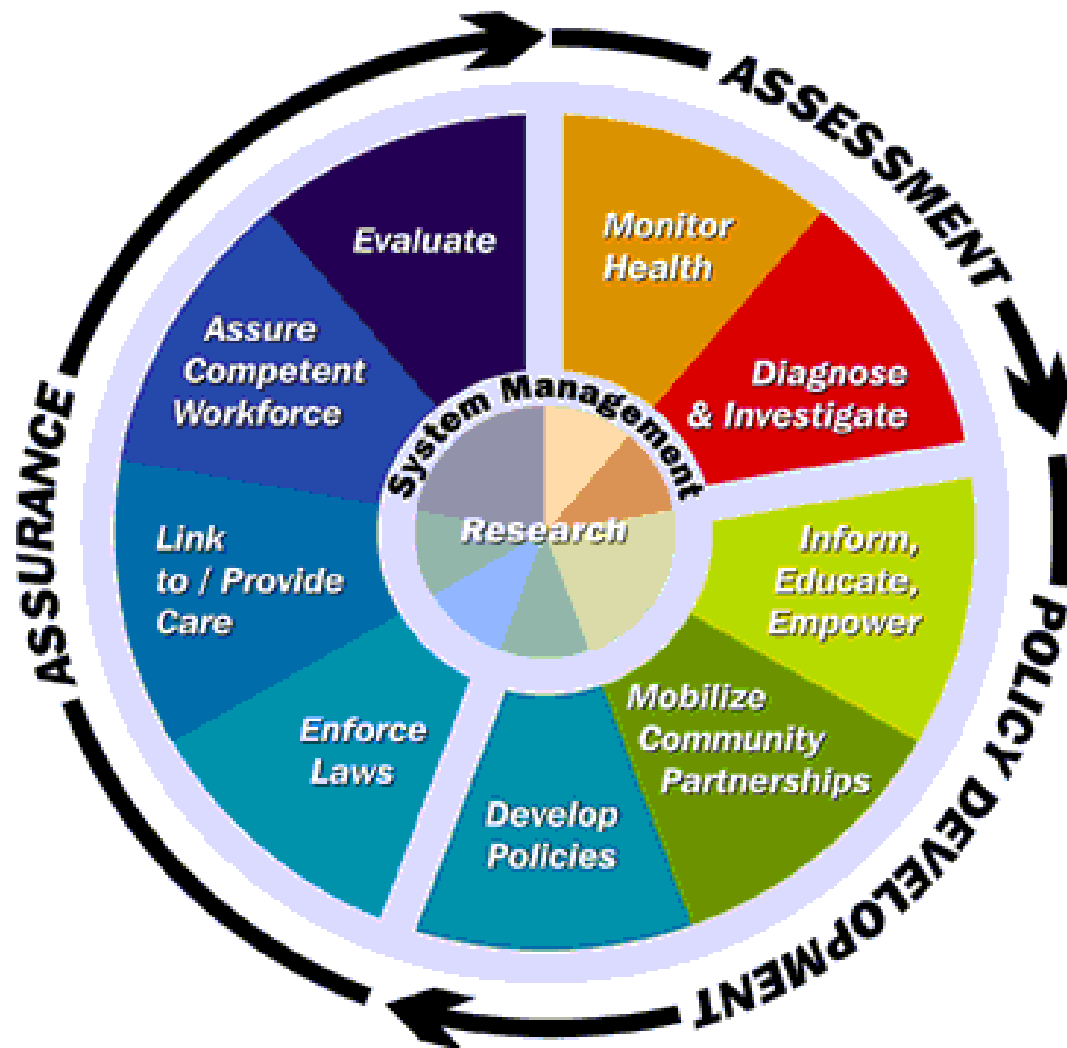 ASSESSMENT
Monitor
Health
Diagnose
& Investigate
Inform,
Educate,
Empower
POLICY DEVELOPMENT
Mobilize
Community
Partnerships
Develop
Policies
ASSURANCE
Enforce
Laws
Link
to / Provide
Care
Assure
Competent
Workforce
Evaluate
System Management
Research